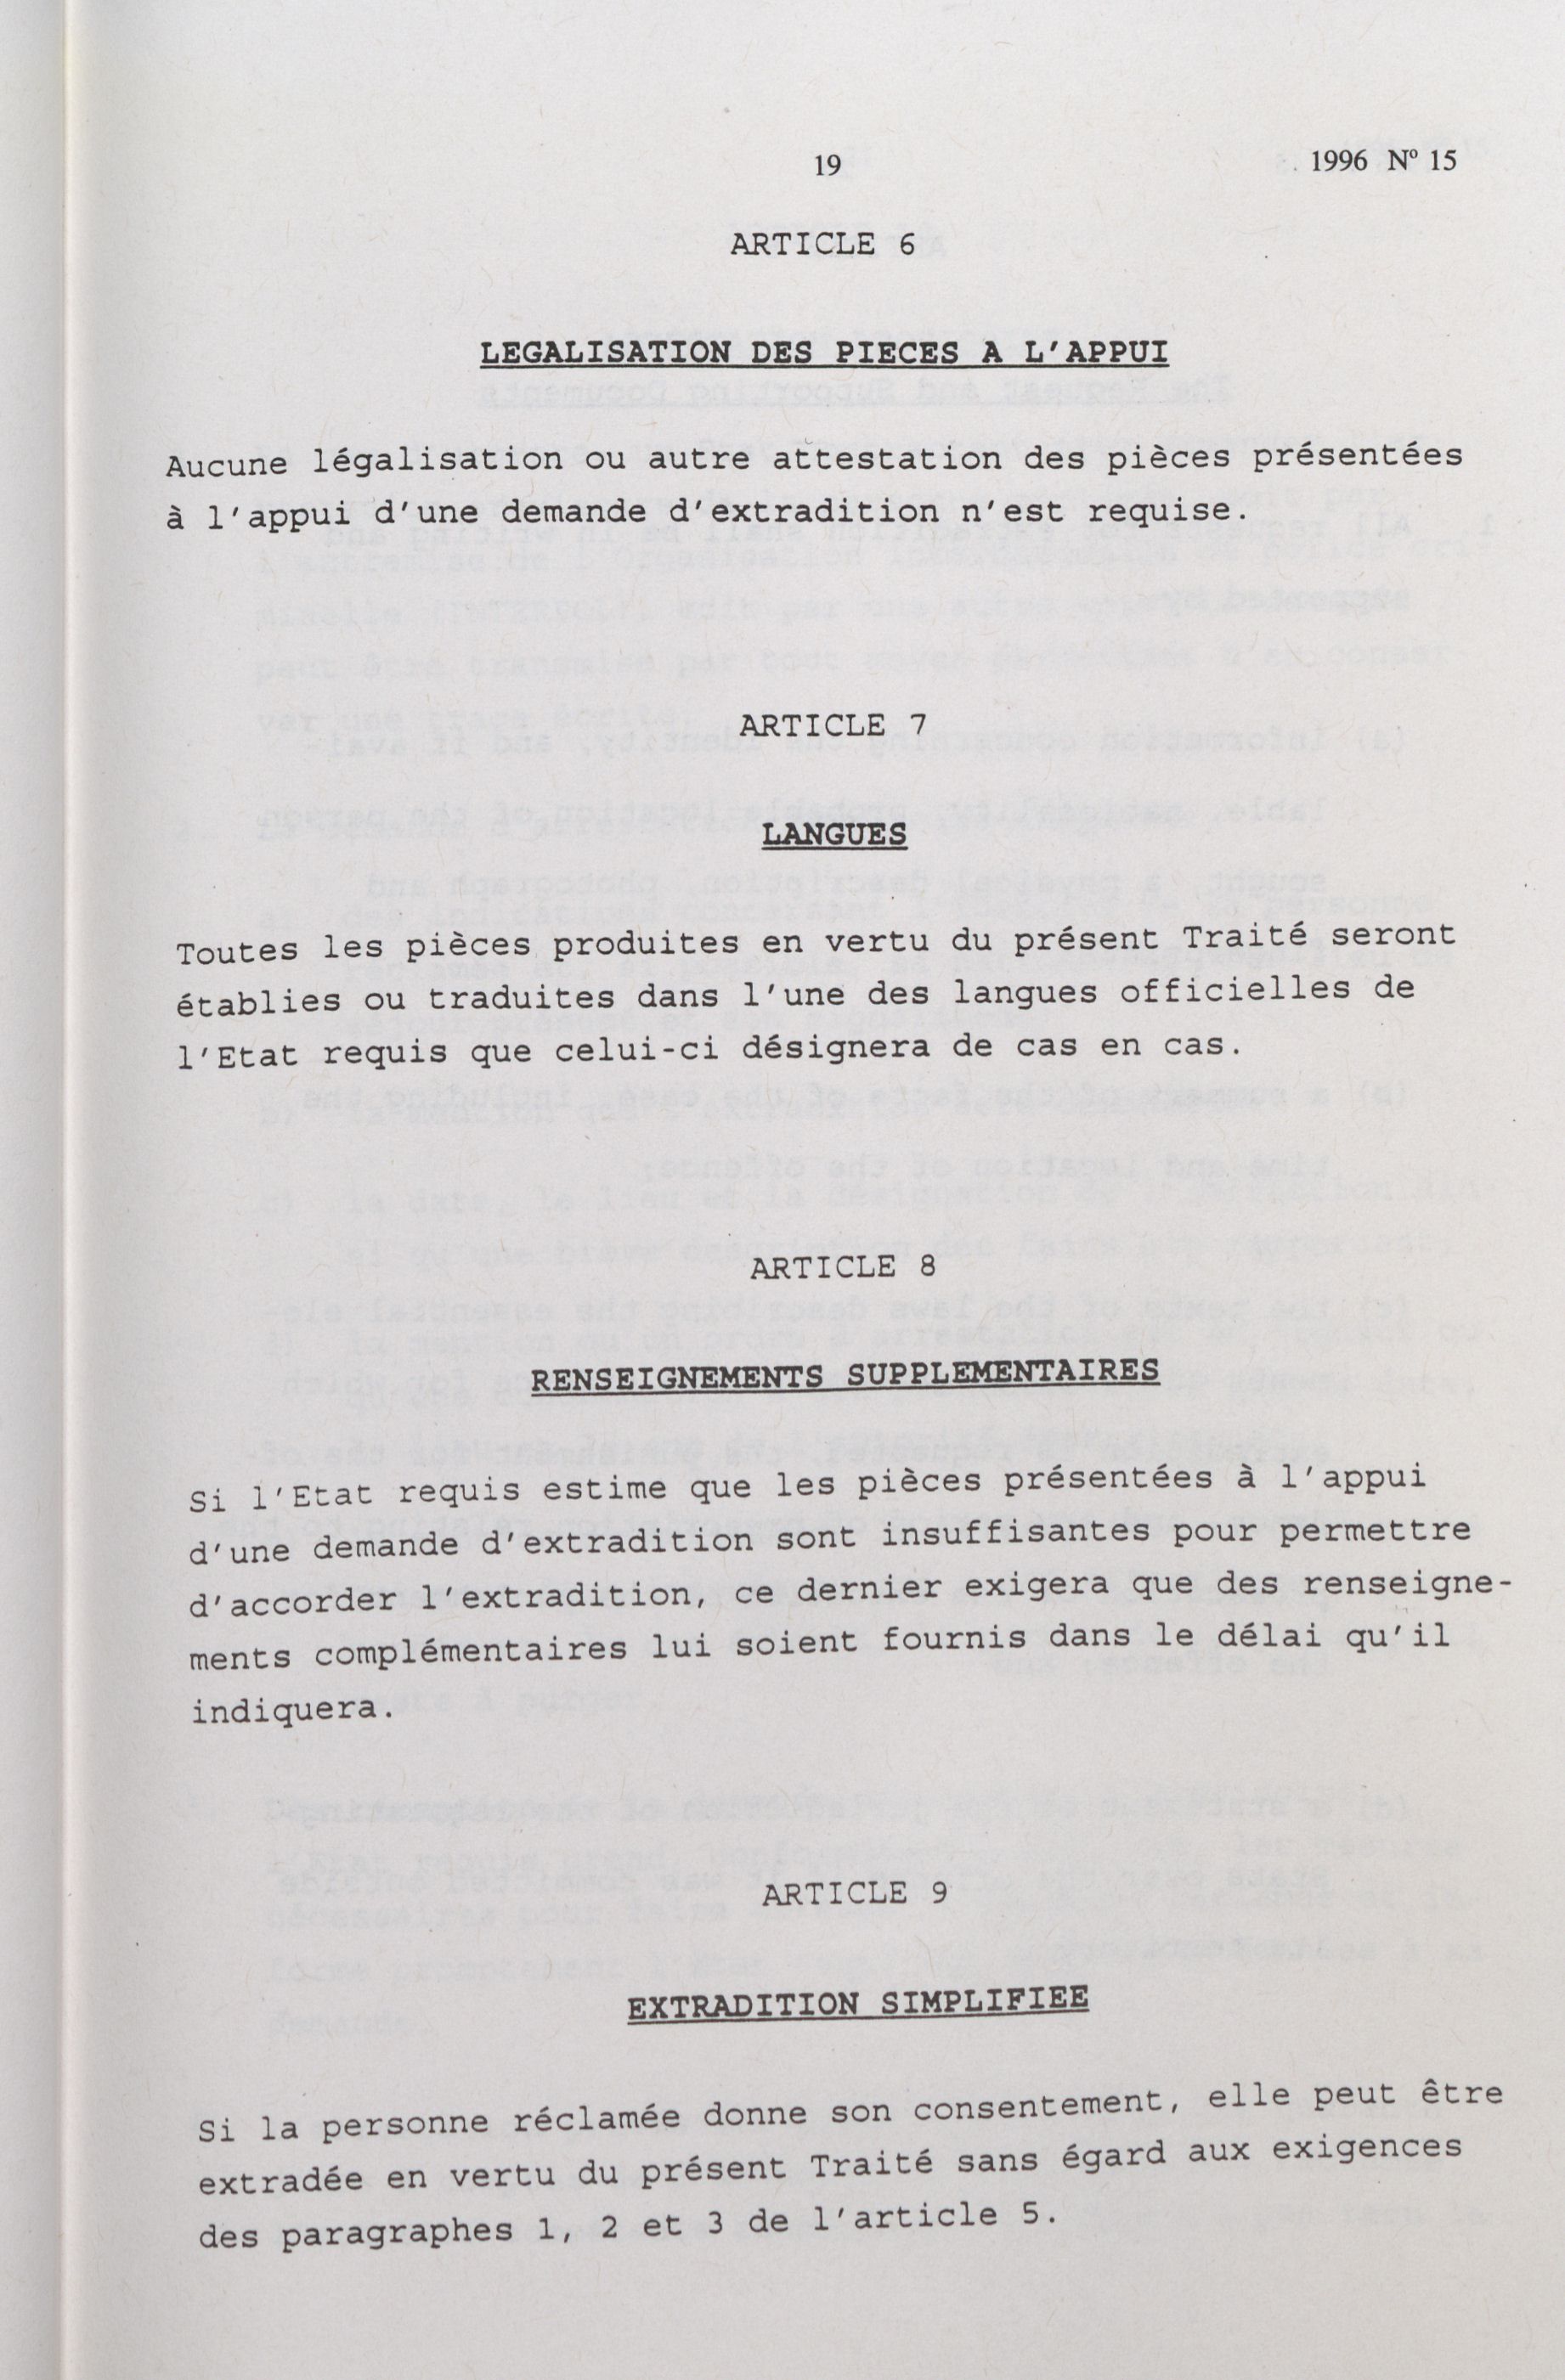 19
1996 Nº 15
ARTICLE 6
LEGALISATION DES PIECES A L'APPUI
Aucune légalisation ou autre attestation des pièces présentées
à l'appui d'une demande d'extradition n'est requise.
ARTICLE 7
LANGUES
Toutes les pièces produites en vertu du présent Traité seront
établies ou traduites dans l'une des langues officielles de
l'Etat requis que celui-ci désignera de cas en cas.
ARTICLE 8
RENSEIGNEMENTS SUPPLEMENTAIRES
Si l'Etat requis estime que les pièces présentées à l'appui
d'une demande d'extradition sont insuffisantes pour permettre
d'accorder l'extradition, ce dernier exigera que des renseigne-
ments complémentaires lui soient fournis dans le délai qu'il
indiquera.
ARTICLE 9
EXTRADITION SIMPLIFIEE
Si la personne réclamée donne son consentement, elle peut être
extradée en vertu du présent Traité sans égard aux exigences
des paragraphes 1, 2 et 3 de l'article 5.